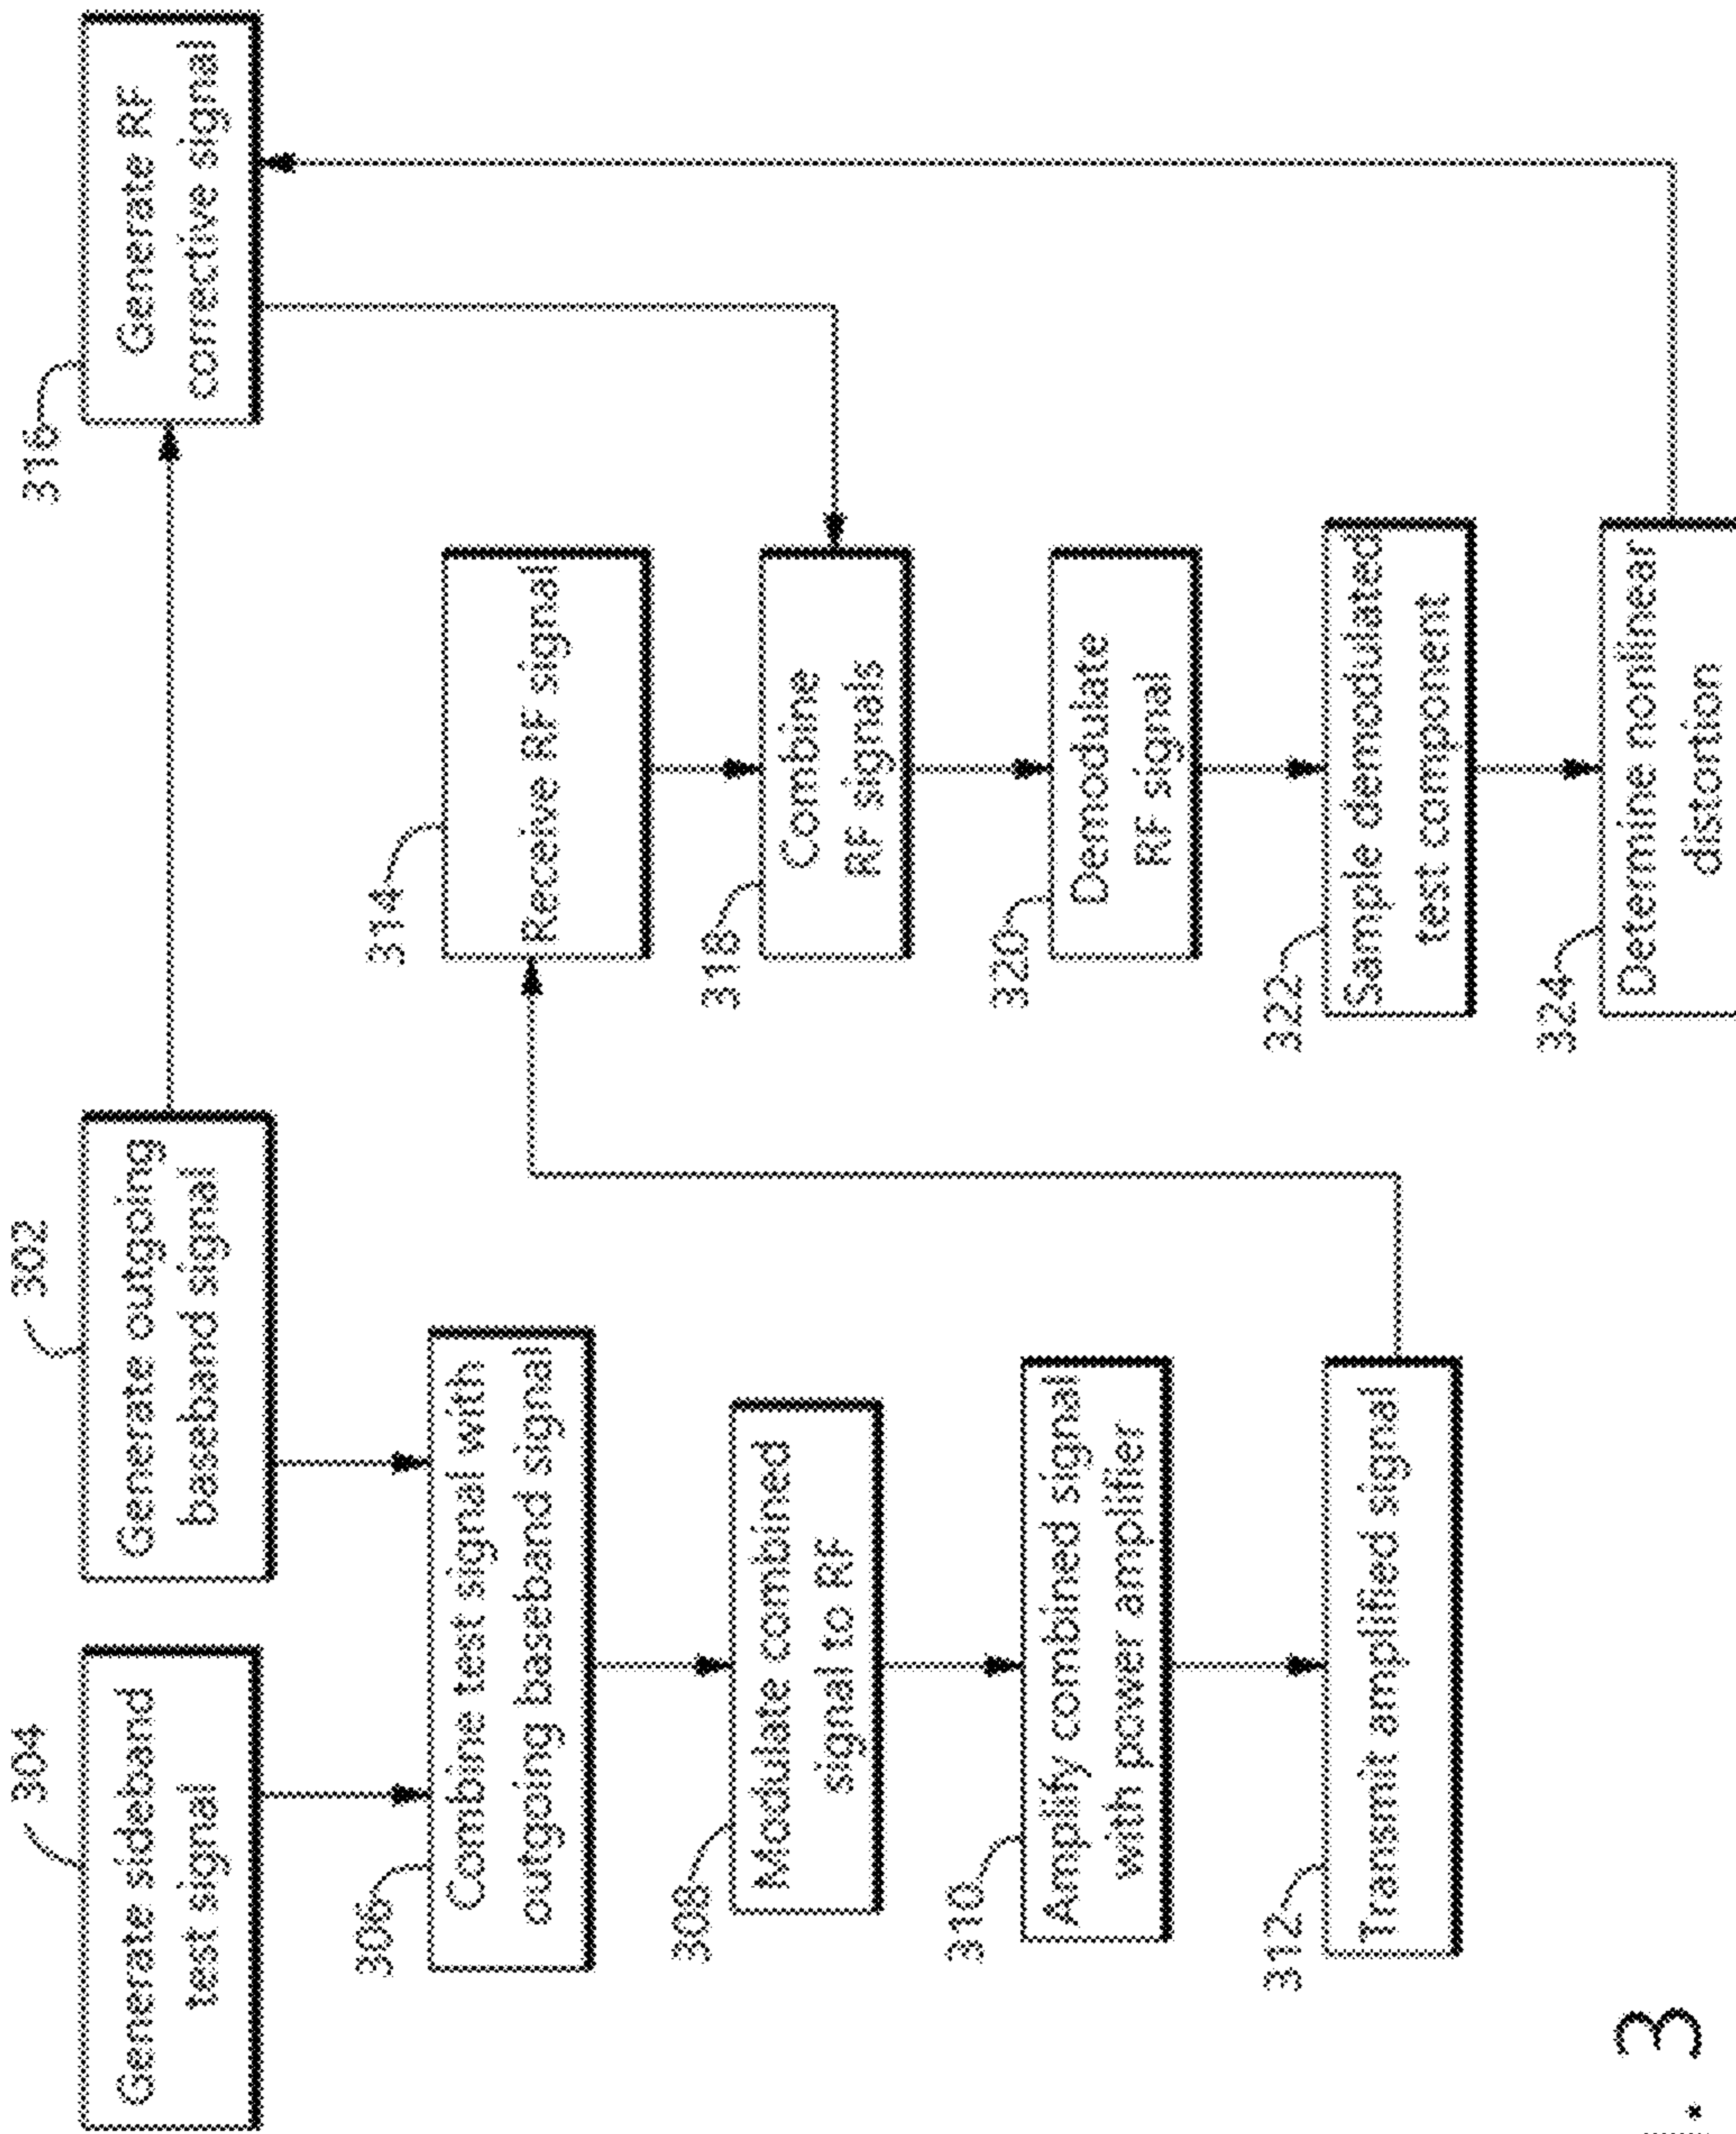 304
Generate sideband
test signal
302
Generate outgoing
baseband signal
316
Generate RF
corrective signal
306
Combine test signal with
outgoing baseband signal
308
Modulate combined
signal to RF
310
Amplify combined signal
with power amplifier
312
Transmit amplified signal
314
Receive RF signal
318
Combine
RF signals
320
Demodulate
RF signal
322
Sample demodulated
test component
324
Determine nonlinear
distortion
. 3